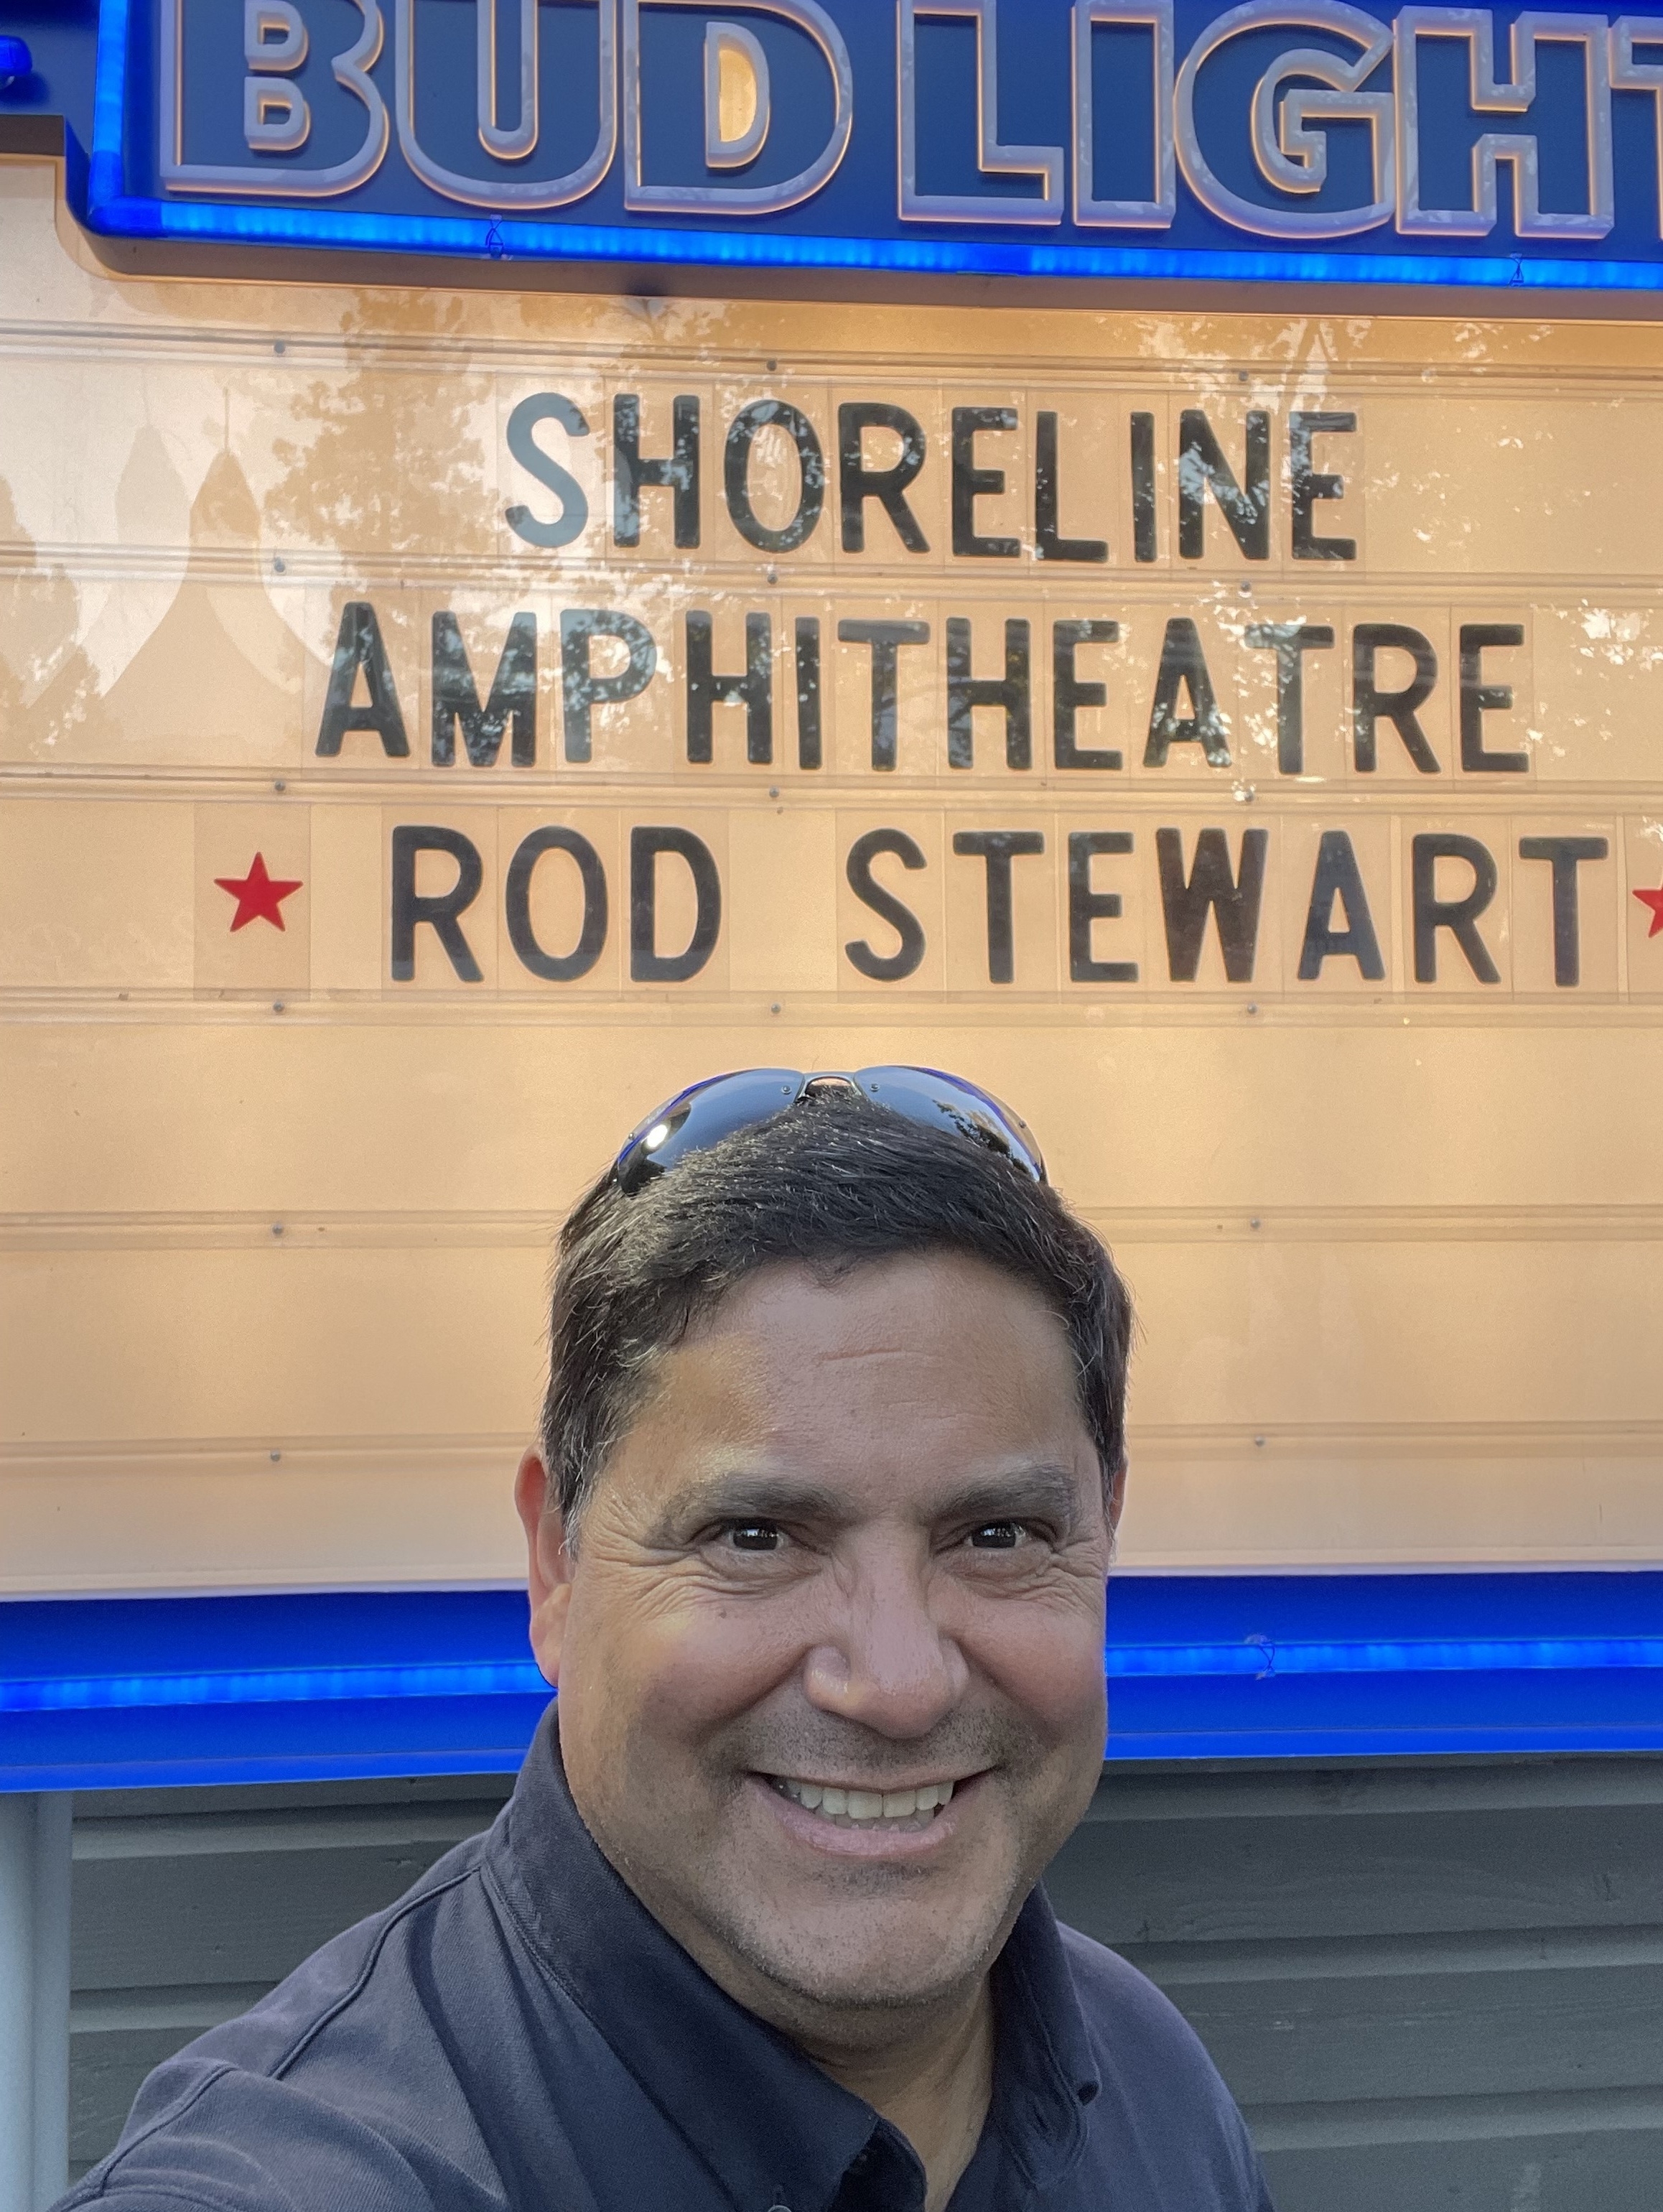 BUD LIGHT
SHORELINE
AMPHITHEATRE
★ ROD STEWART ★